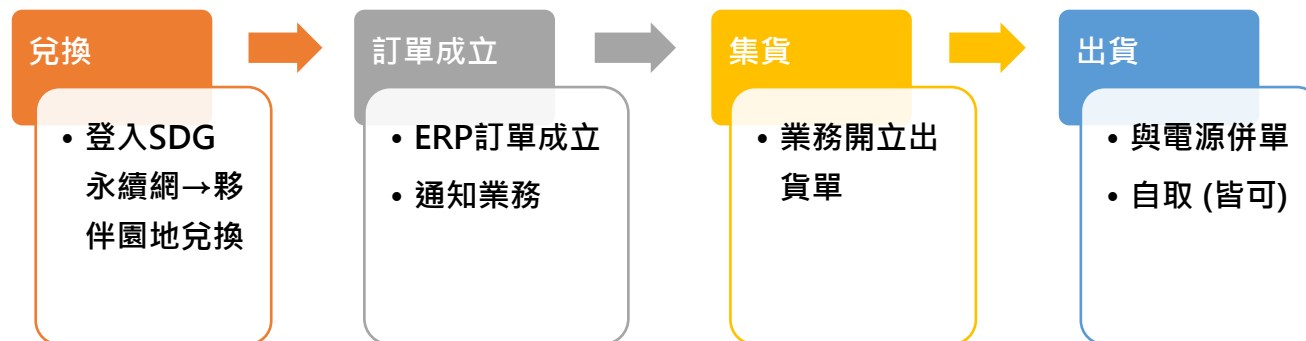 兌換
• 登入SDG
永續網→夥
伴園地兌換
訂單成立
• ERP訂單成立
• 通知業務
集貨
• 業務開立出
貨單
出貨
• 與電源併單
• 自取 (皆可)